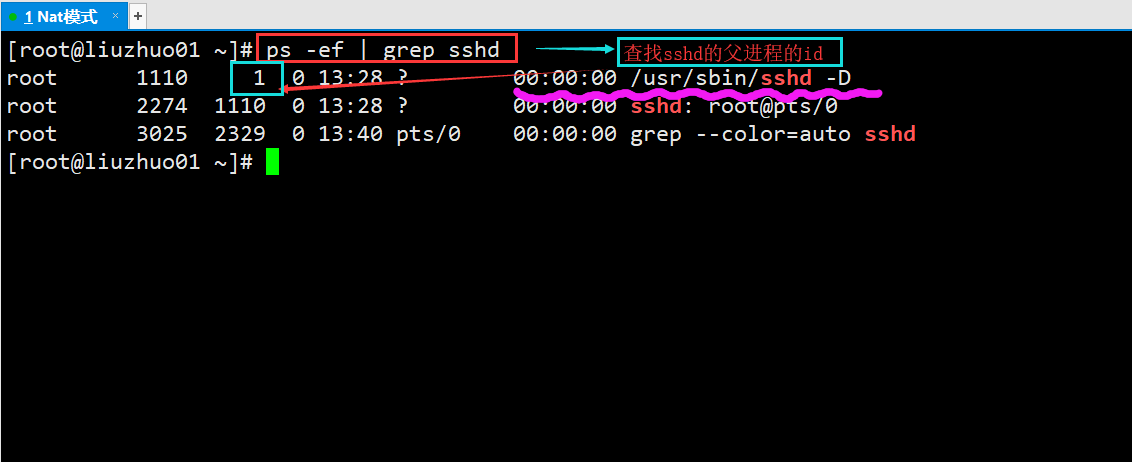 1 Nat模式 × +
[root@liuzhuo01 ~]# ps -ef | grep sshd 查找sshd的父进程的id
root 1110 1 0 13:28 ? 00:00:00 /usr/sbin/sshd -D
root 2274 1110 0 13:28 ? 00:00:00 sshd: root@pts/0
root 3025 2329 0 13:40 pts/0 00:00:00 grep --color=auto sshd
[root@liuzhuo01 ~]#